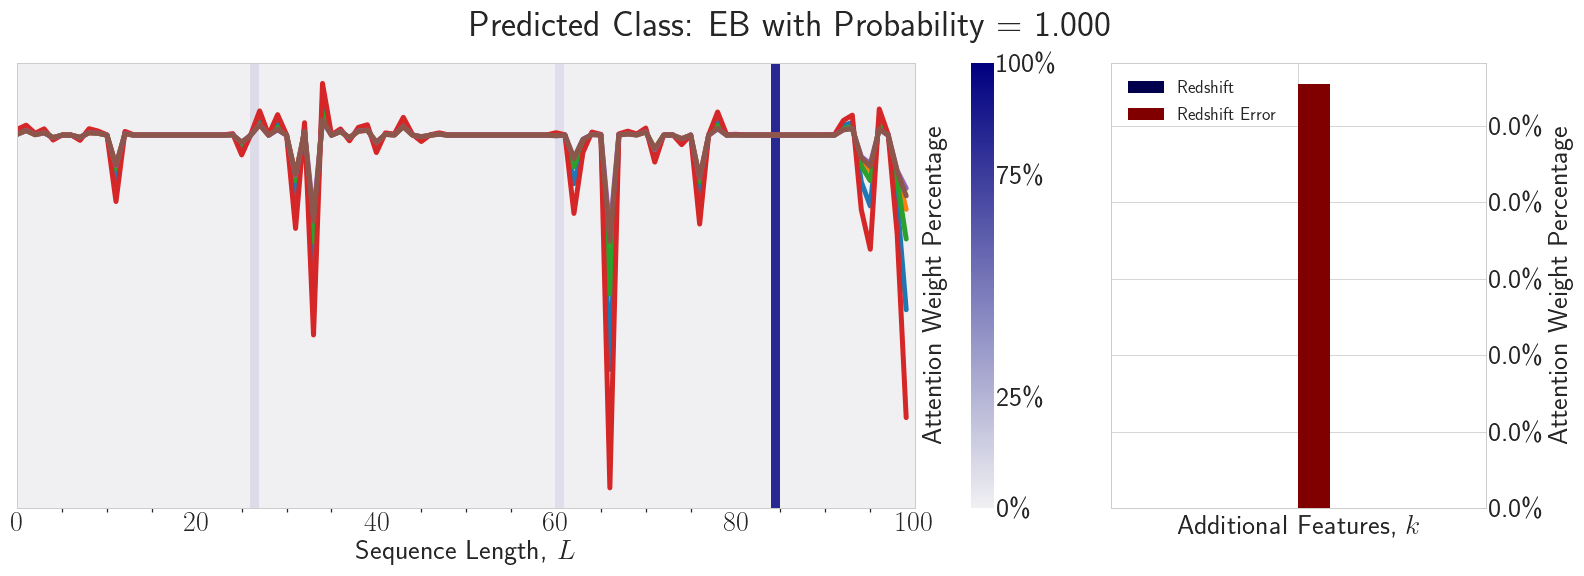 Predicted Class: EB with Probability = 1.000
0
20
40
60
80
100
Sequence Length, L
Attention Weight Percentage
100%
75%
25%
0%
Redshift
Redshift Error
0.0%
0.0%
0.0%
0.0%
0.0%
0.0%
Attention Weight Percentage
Additional Features, k